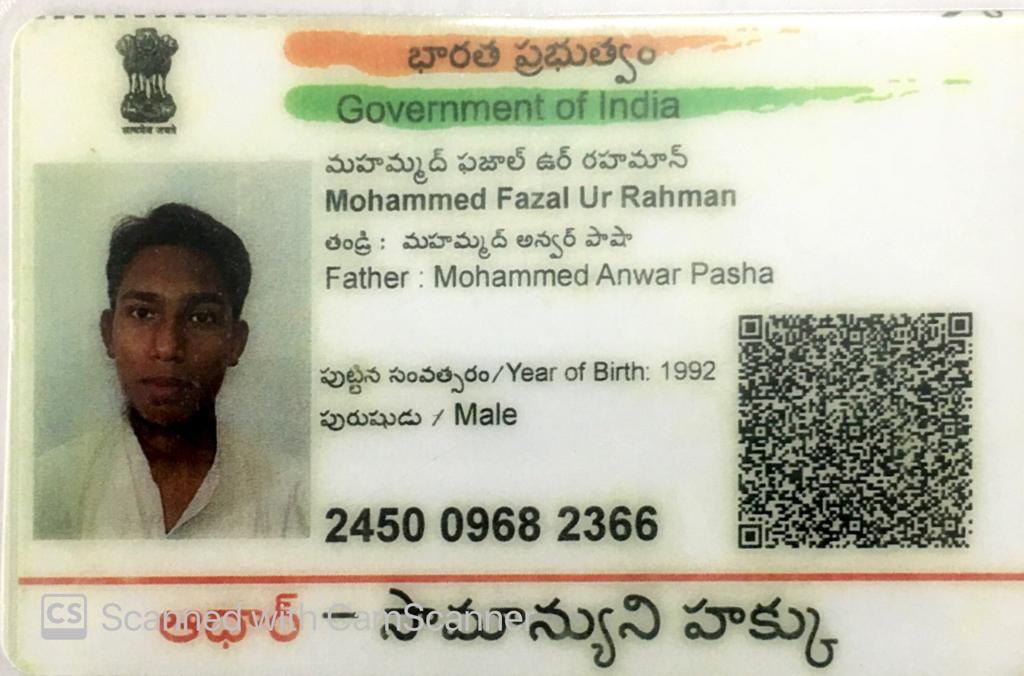 భారత ప్రభుత్వం
Government of India
सत्यमेव जयते
మహమ్మద్ ఫజాల్ ఉర్ రహమాన్
Mohammed Fazal Ur Rahman
తండ్రి : మహమ్మద్ అన్వర్ పాషా
Father : Mohammed Anwar Pasha
పుట్టిన సంవత్సరం/Year of Birth: 1992
పురుషుడు / Male
2450 0968 2366
ఆధార్ – సామాన్యుని హక్కు
CS Scanned with CamScanner